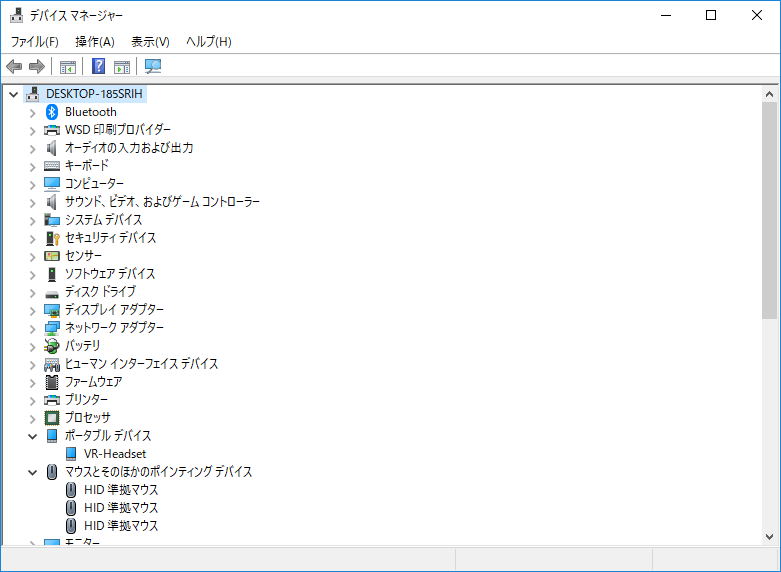 デバイス マネージャー
ファイル(F) 操作(A) 表示(V) ヘルプ(H)
DESKTOP-185SRIH
Bluetooth
WSD 印刷プロバイダー
オーディオの入力および出力
キーボード
コンピューター
サウンド、ビデオ、およびゲーム コントローラー
システム デバイス
セキュリティ デバイス
センサー
ソフトウェア デバイス
ディスク ドライブ
ディスプレイ アダプター
ネットワーク アダプター
バッテリ
ヒューマン インターフェイス デバイス
ファームウェア
プリンター
プロセッサ
ポータブル デバイス
VR-Headset
マウスとそのほかのポインティング デバイス
HID 準拠マウス
HID 準拠マウス
HID 準拠マウス
モニター